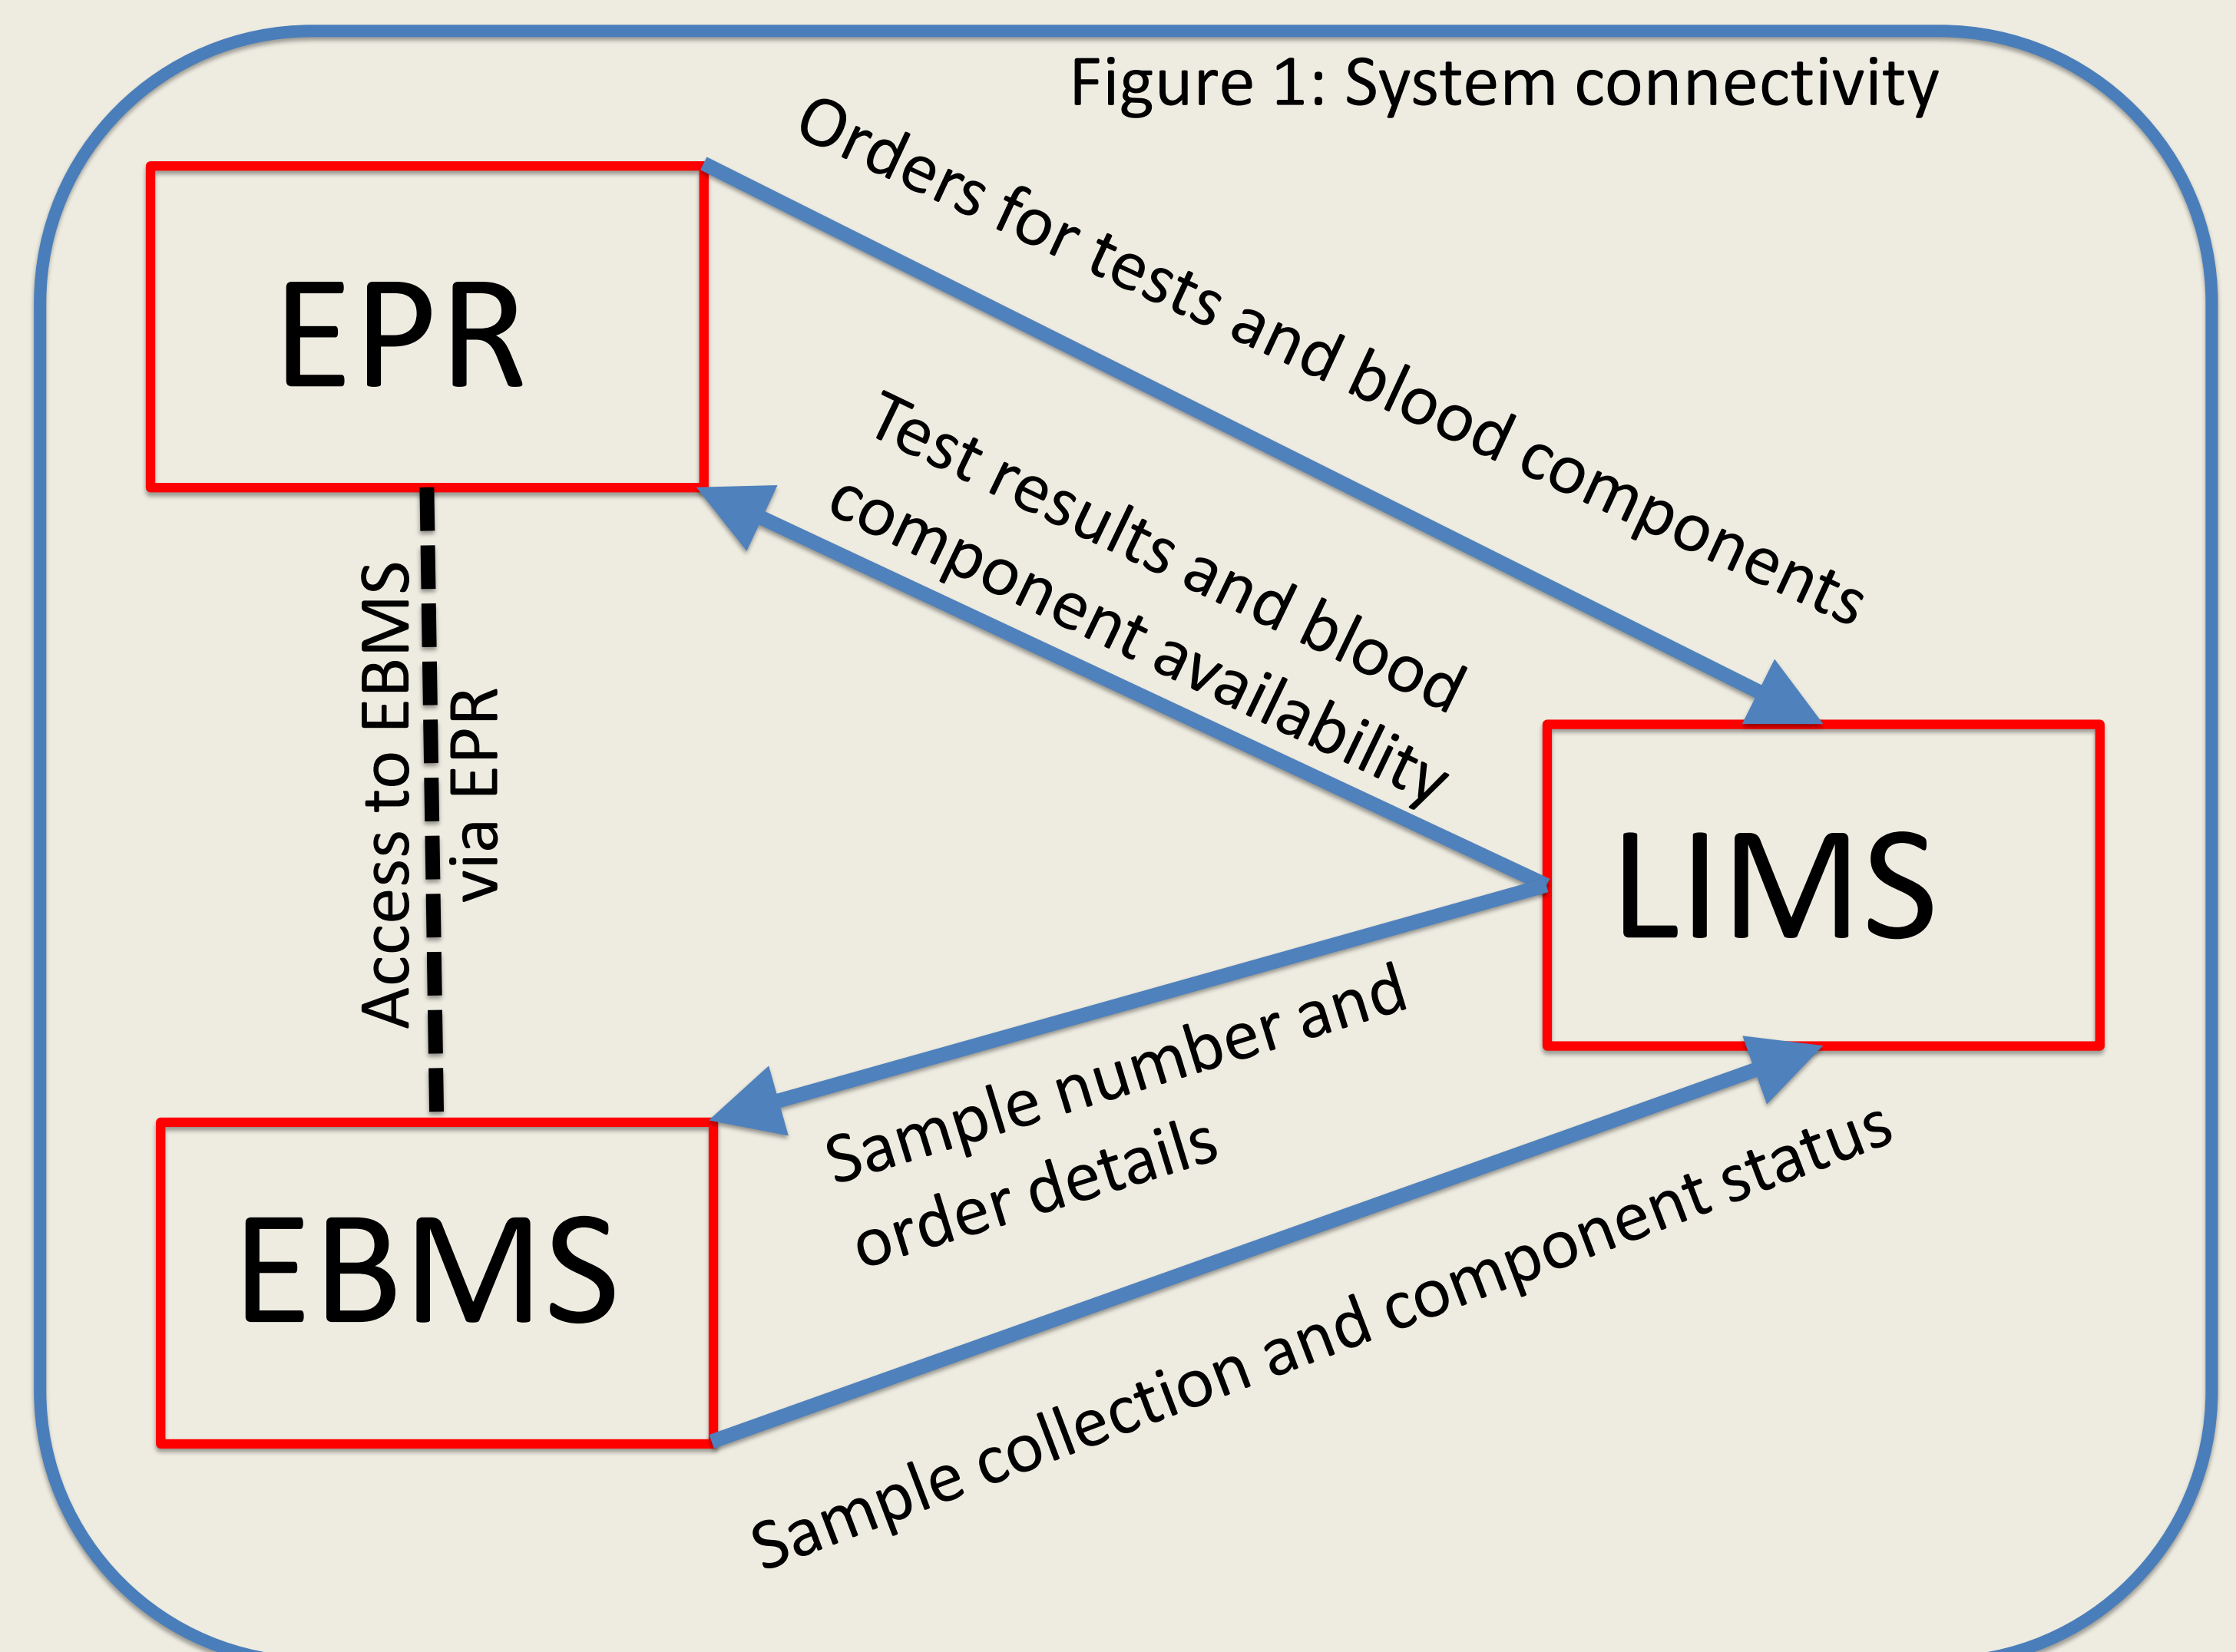 Figure 1: System connectivity
Orders for tests and blood components
EPR
Test results and blood
component availability
Access to EBMS
via EPR
LIMS
Sample number and
order details
EBMS
Sample collection and component status